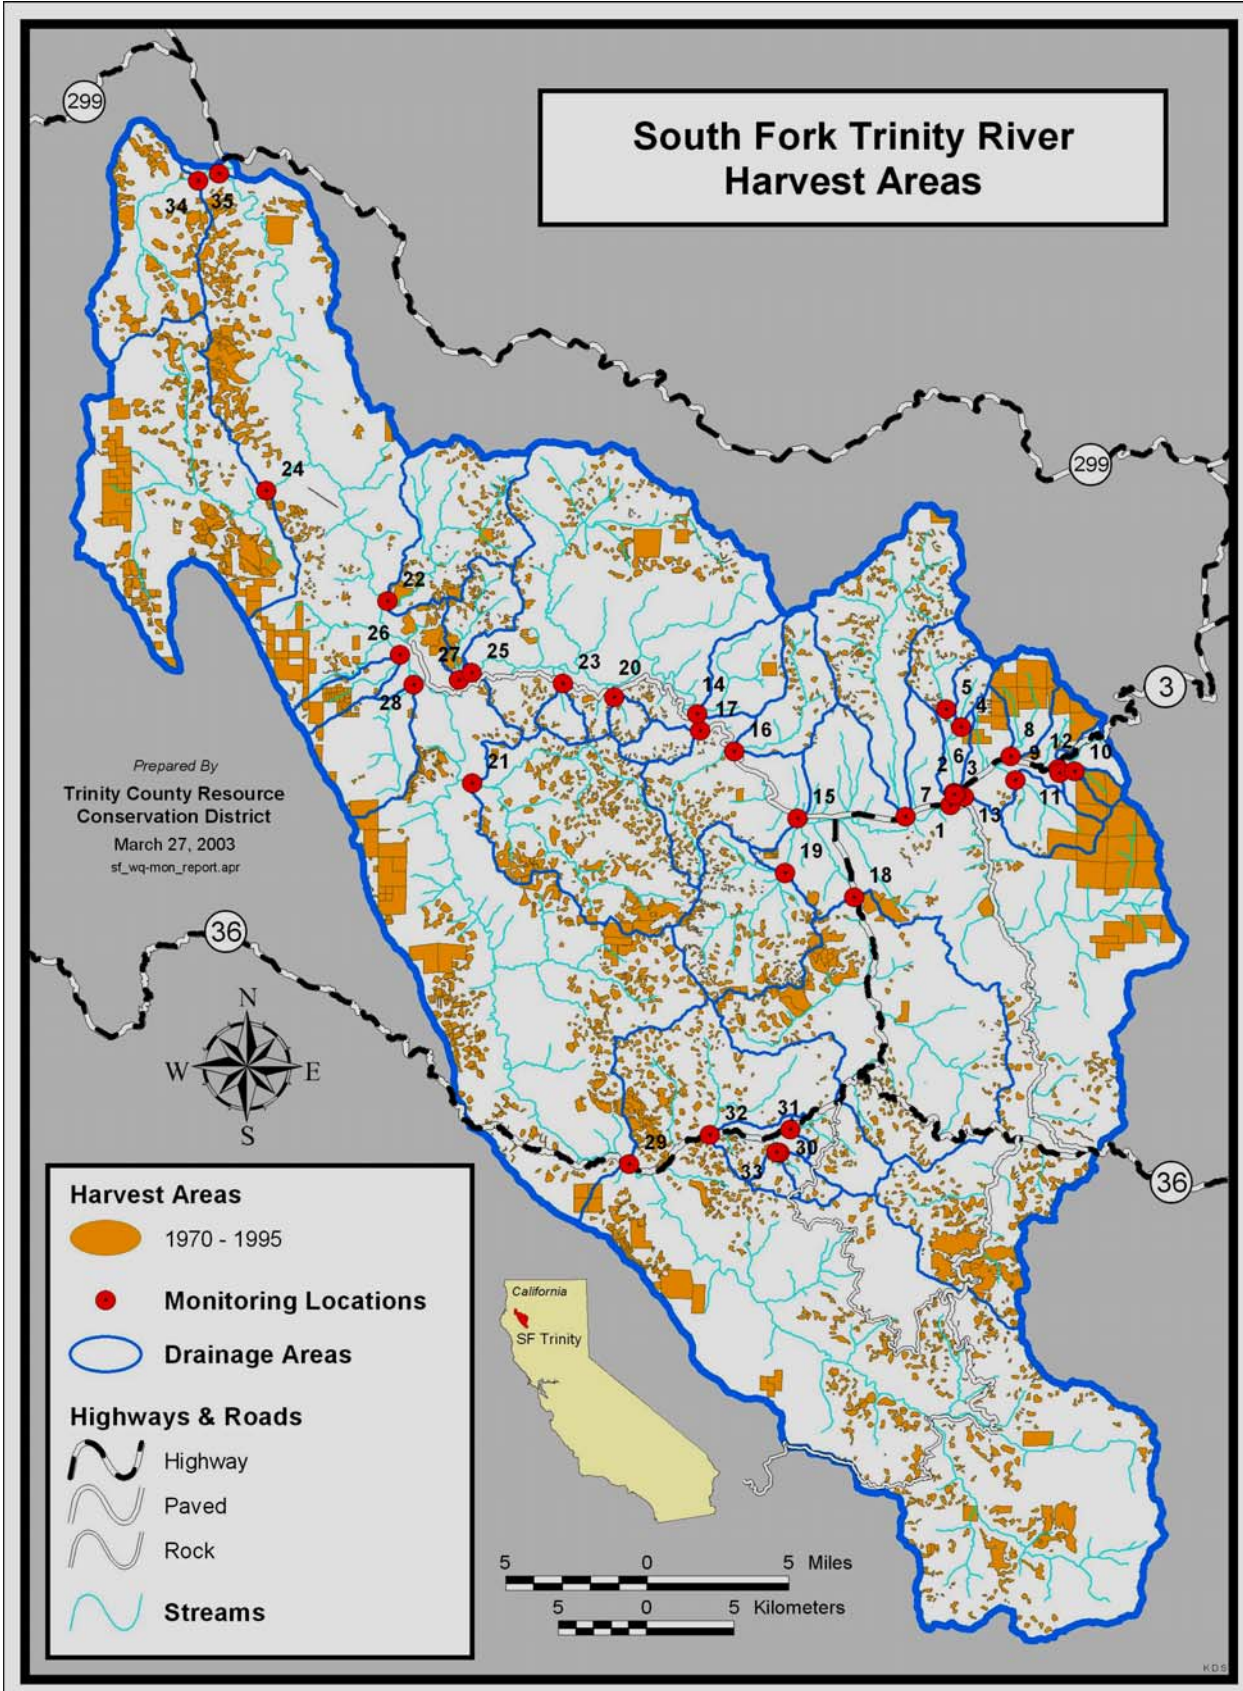 299
South Fork Trinity River
Harvest Areas
34
35
299
24
3
22
26
27
25
23
20
14
17
16
5
4
8
12
10
28
2
6
3
9
21
15
7
1
13
11
19
18
Prepared By
Trinity County Resource
Conservation District
March 27, 2003
sf_wq-mon_report.apr
36
N
W
E
S
32
31
29
33
30
36
Harvest Areas
1970 - 1995
Monitoring Locations
Drainage Areas
Highways & Roads
Highway
Paved
Rock
Streams
California
SF Trinity
5 0 5 Miles
5 0 5 Kilometers
KDS